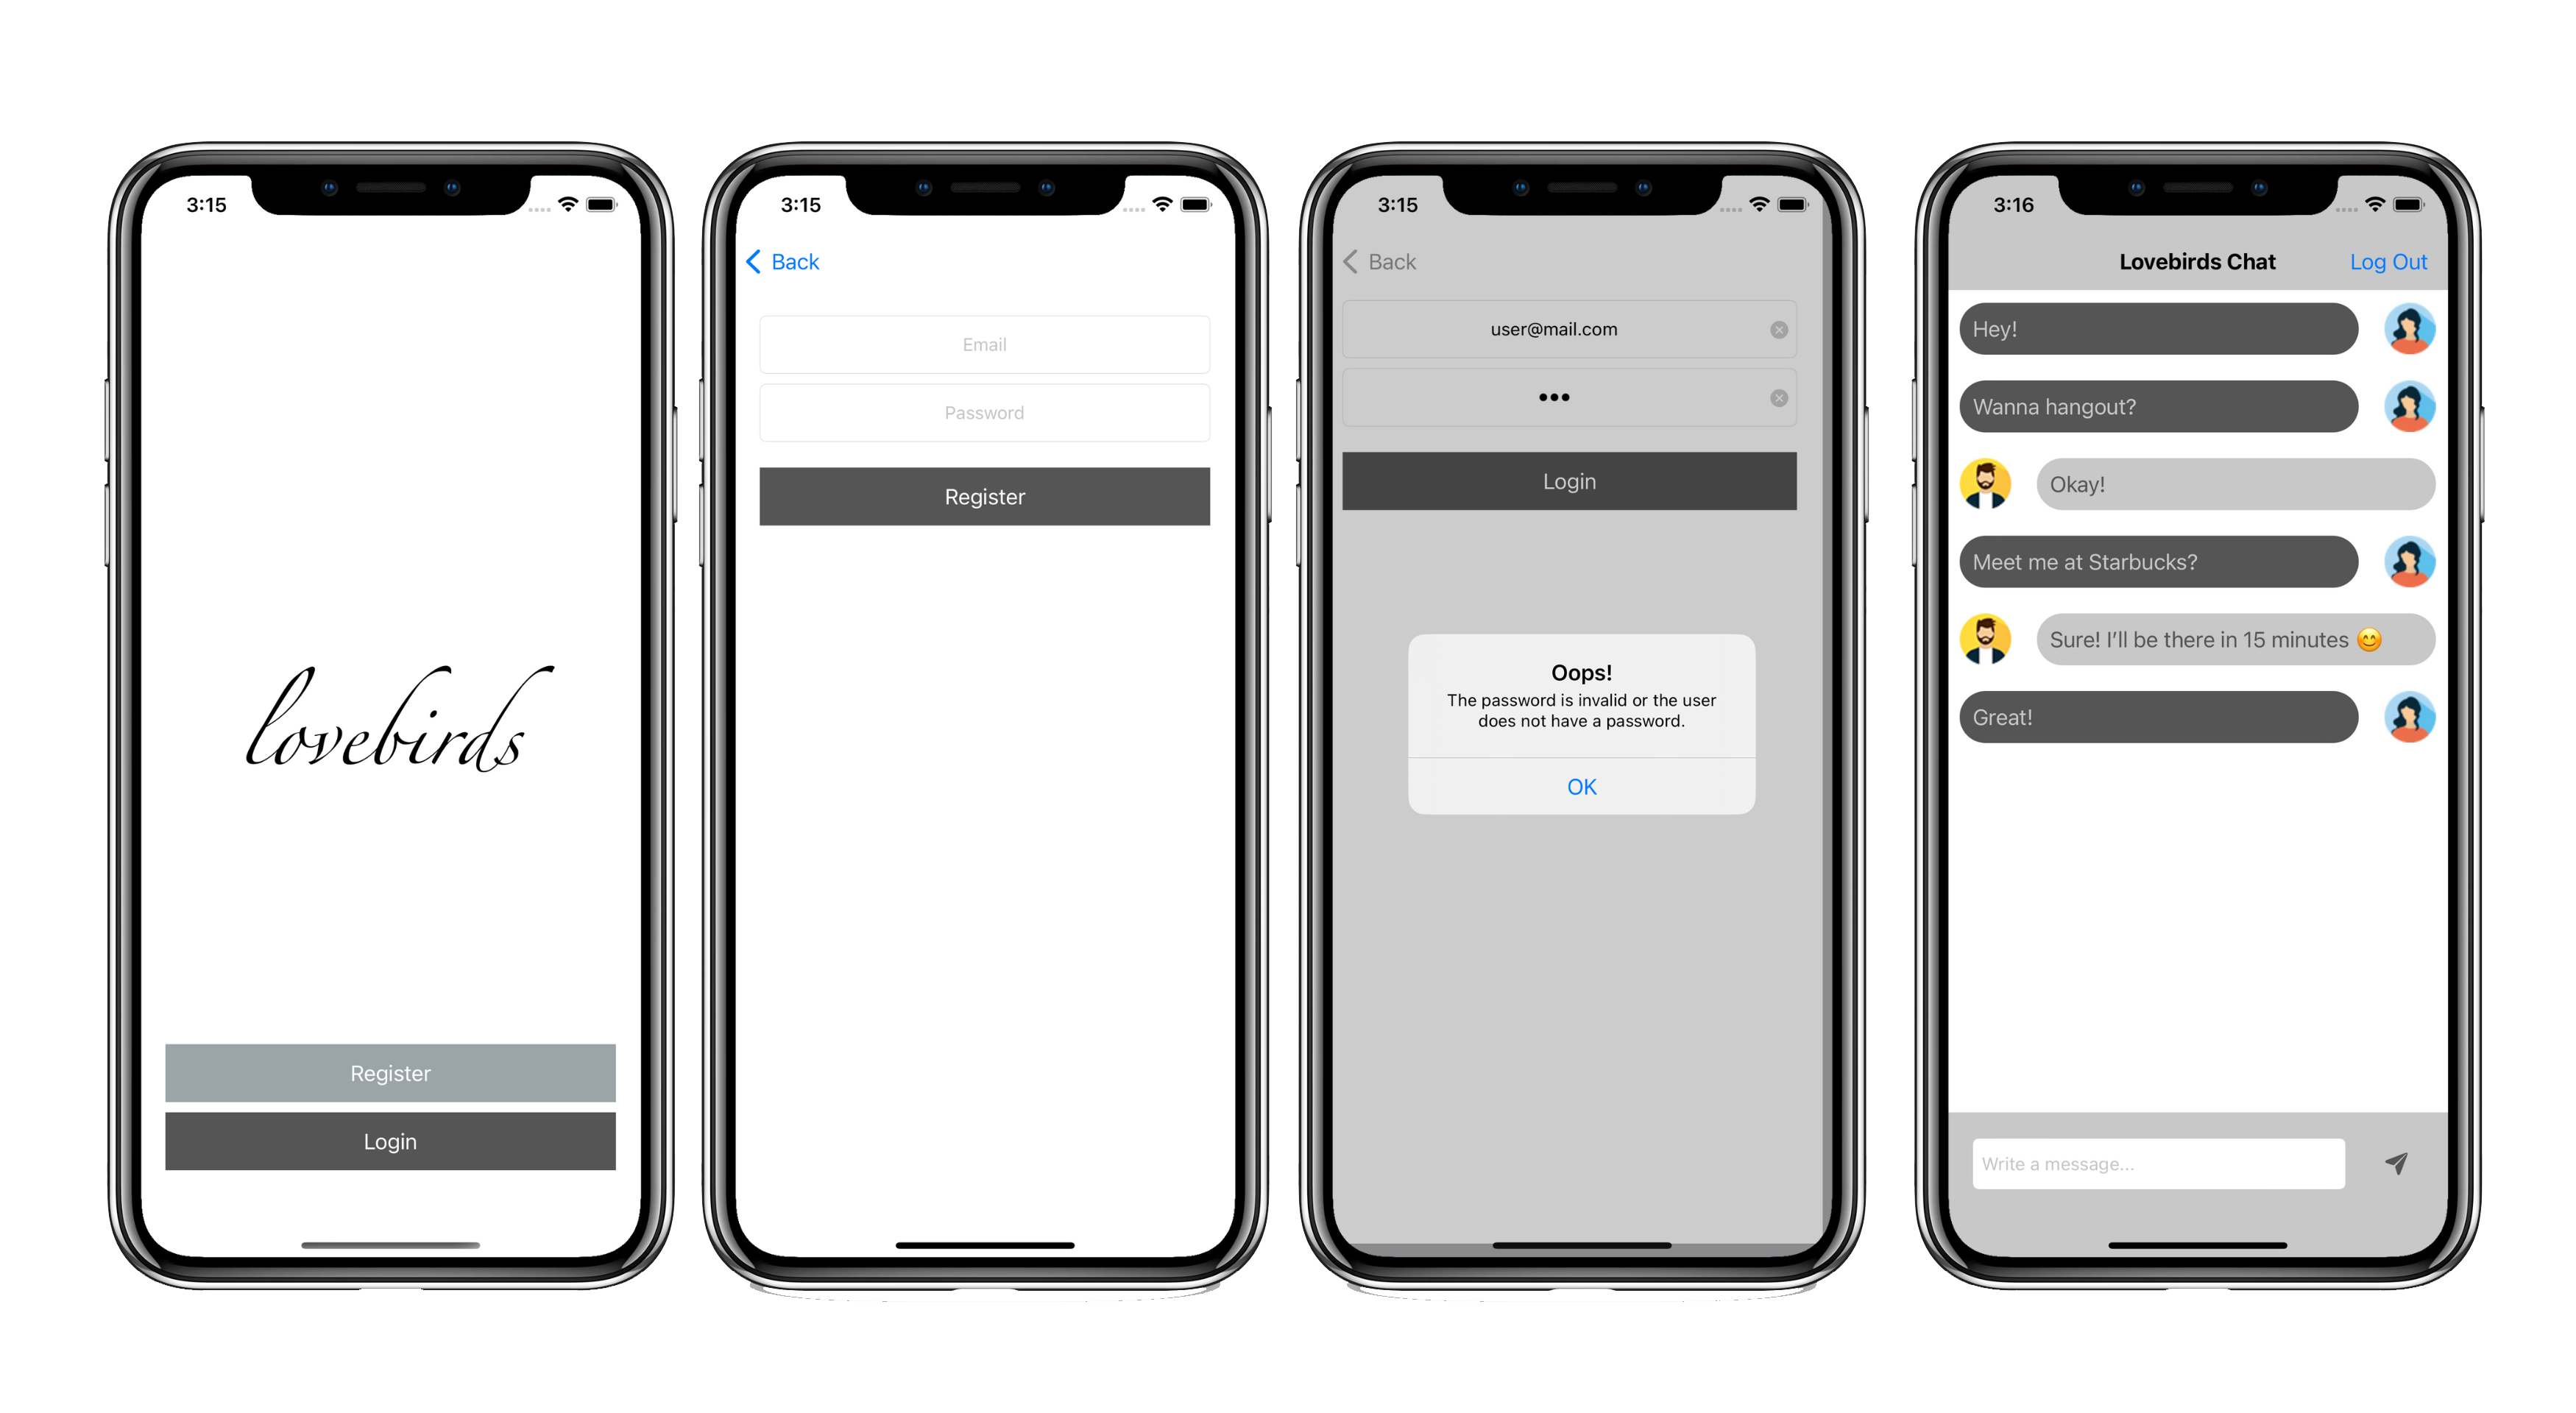 3:15
lovebirds
Register
Login
3:15
Back
Email
Password
Register
3:15
Back
user@mail.com
•••
Login
Oops!
The password is invalid or the user
does not have a password.
OK
3:16
Lovebirds Chat
Log Out
Hey!
Wanna hangout?
Okay!
Meet me at Starbucks?
Sure! I’ll be there in 15 minutes 😊
Great!
Write a message...